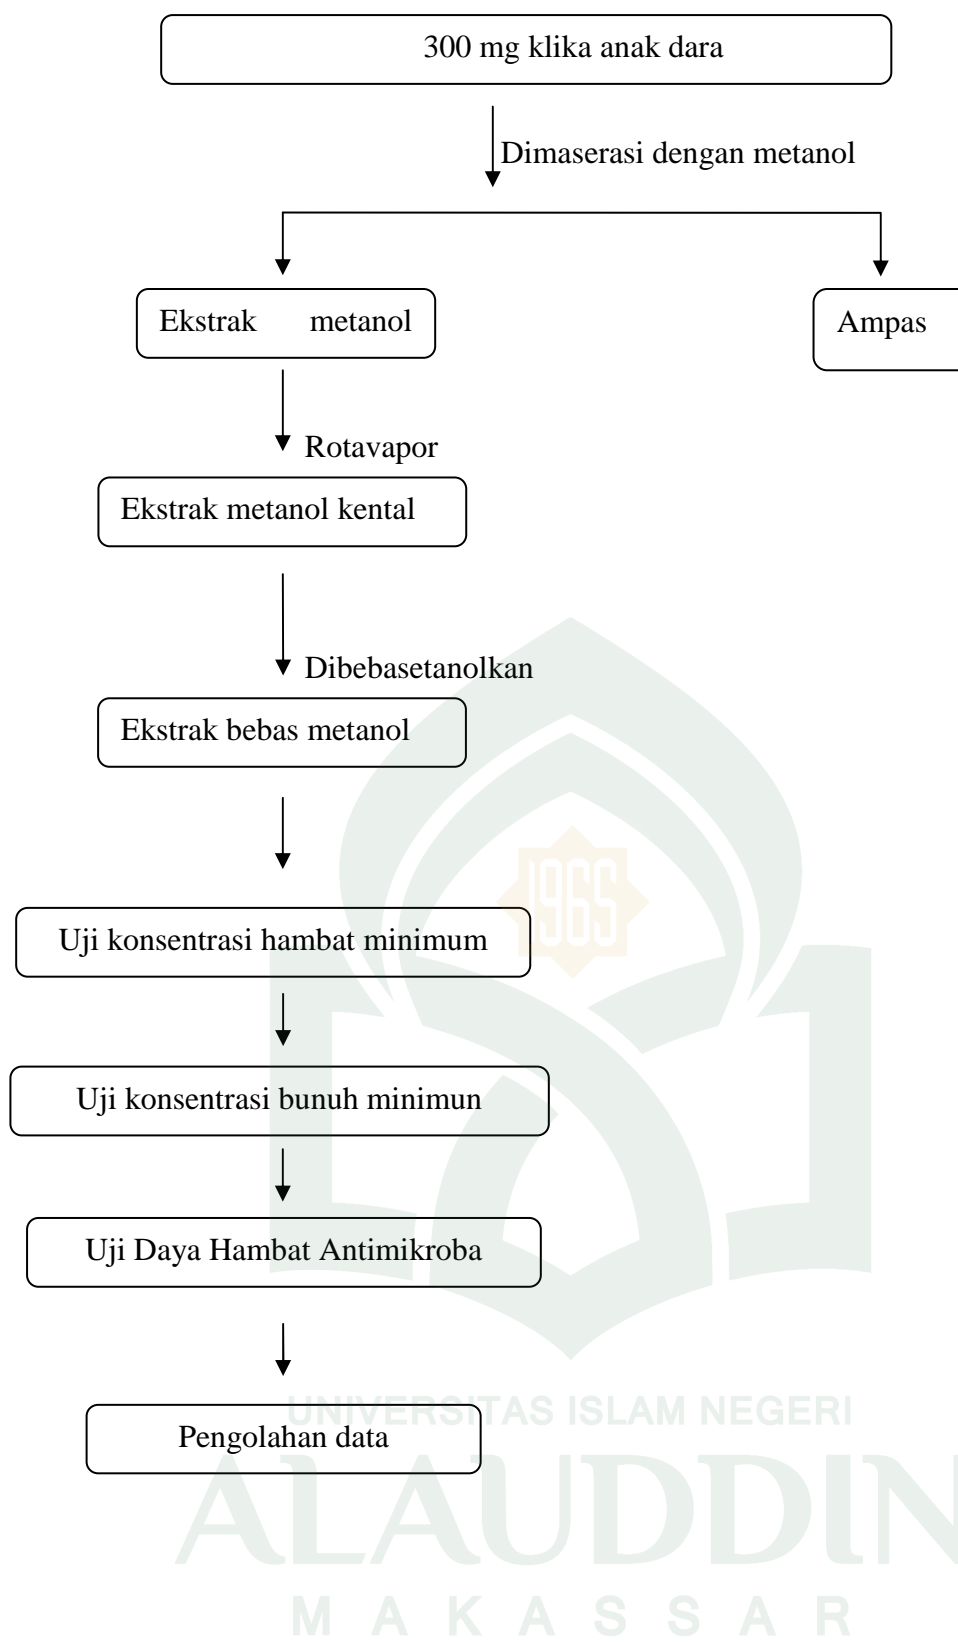 300 mg klika anak dara
Dimaserasi dengan metanol
Ekstrak metanol
Ampas
Rotavapor
Ekstrak metanol kental
Dibebasetanolkan
Ekstrak bebas metanol
1965
Uji konsentrasi hambat minimum
Uji konsentrasi bunuh minimun
Uji Daya Hambat Antimikroba
UNIVERSITAS ISLAM NEGERI
Pengolahan data
ALAUDDIN
MAKASSAR